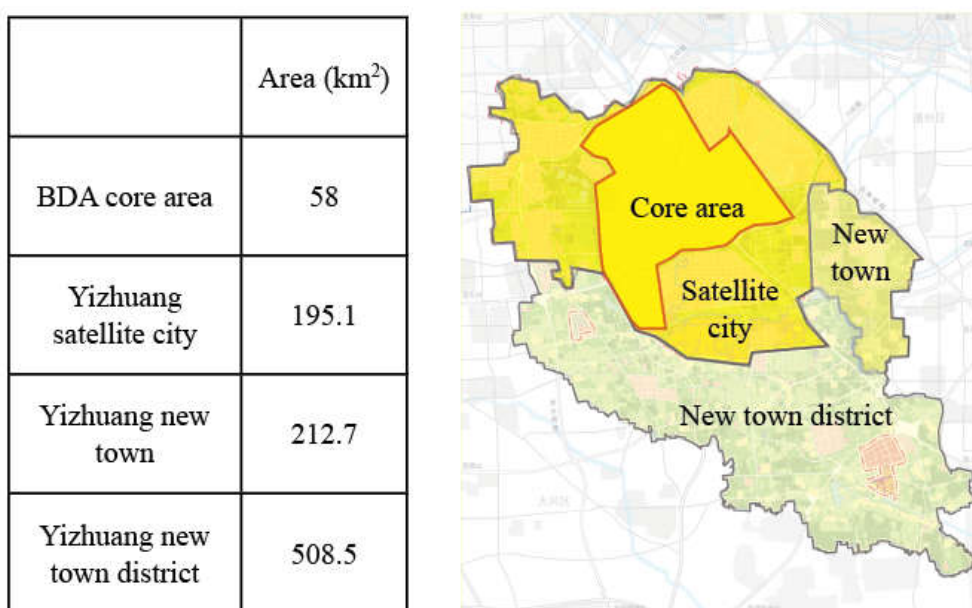 Area (km²)
BDA core area
58
Yizhuang
satellite city
195.1
Yizhuang new
town
212.7
Yizhuang new
town district
508.5
Core area
New
town
Satellite
city
New town district